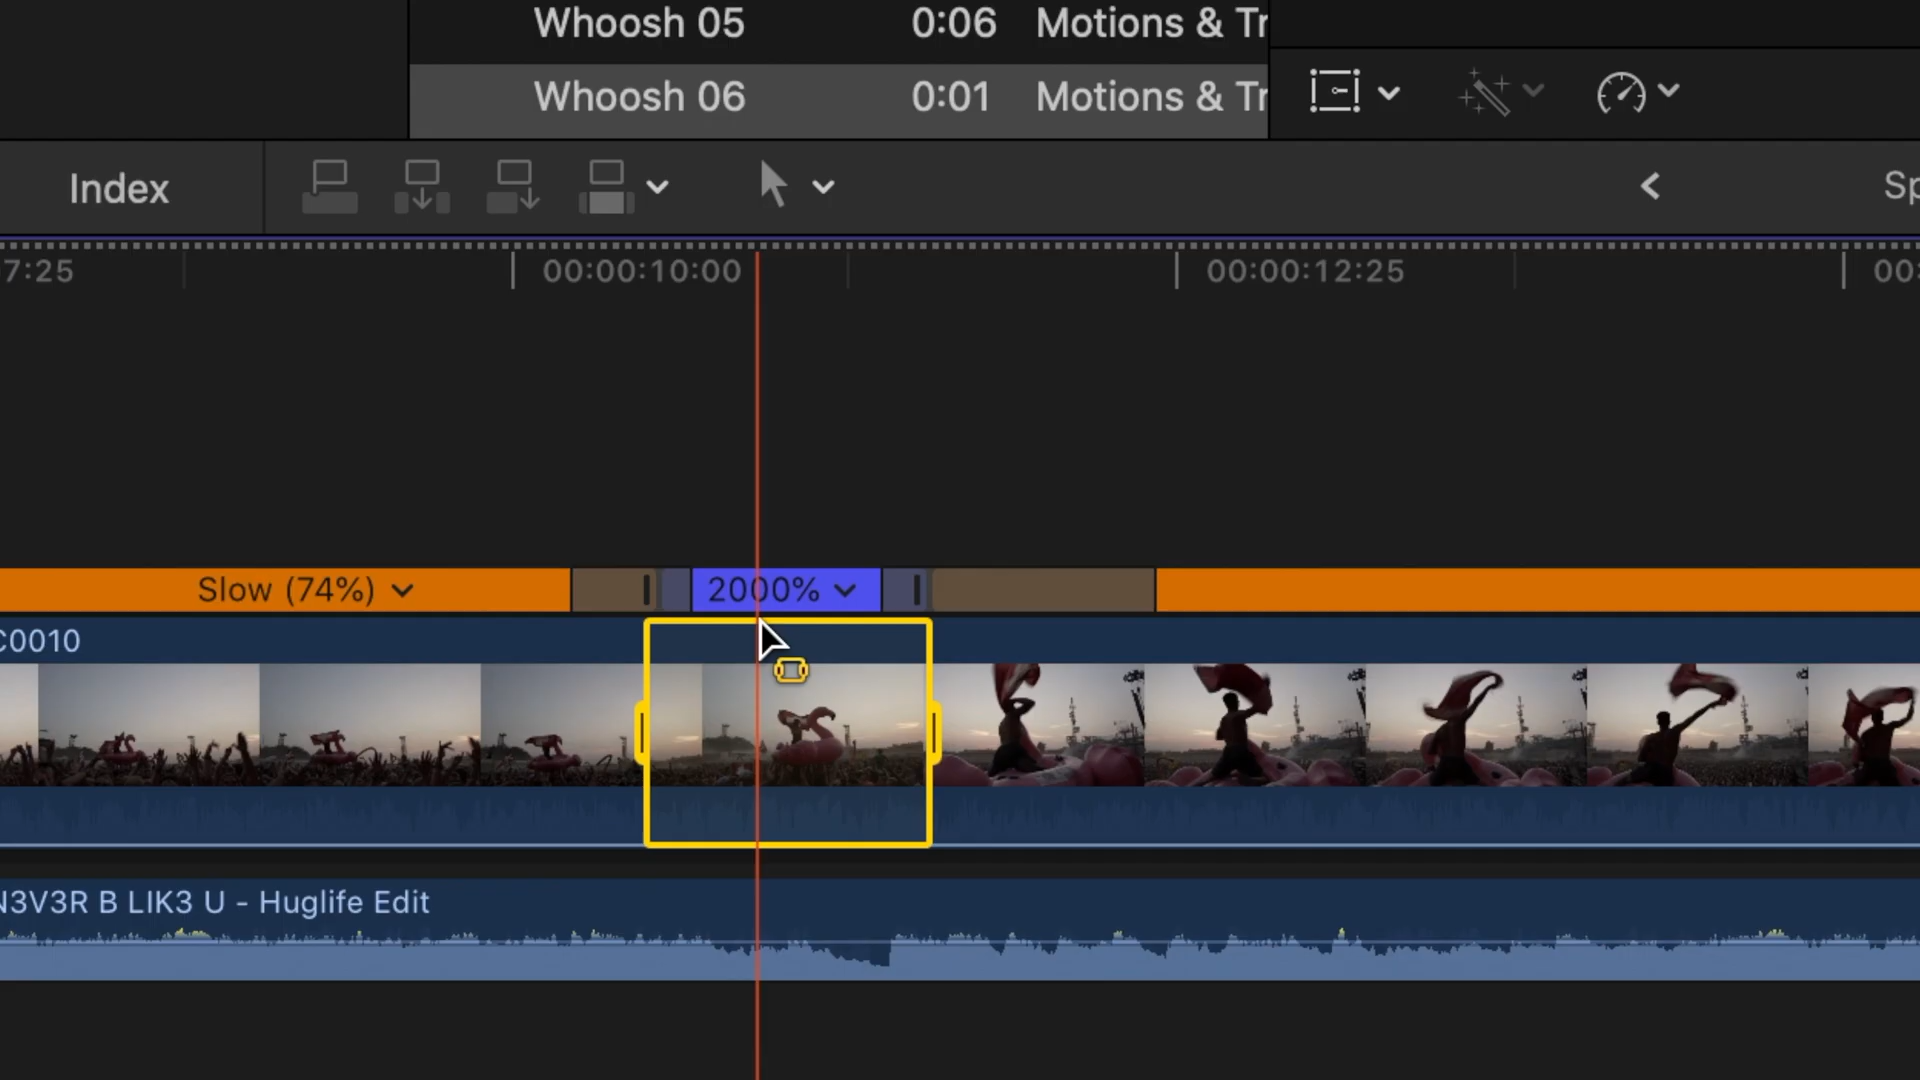 Whoosh 05 0:06 Motions & Tr
Whoosh 06 0:01 Motions & Tr
Index
Sp
7:25 00:00:10:00 00:00:12:25 00:
Slow (74%) 2000%
C0010
N3V3R B LIK3 U - Huglife Edit